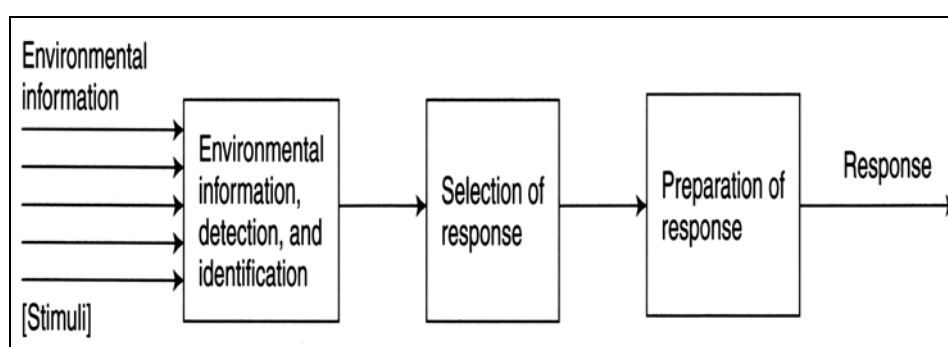 Environmental
information
[Stimuli]
Environmental
information,
detection, and
identification
Selection of
response
Preparation of
response
Response